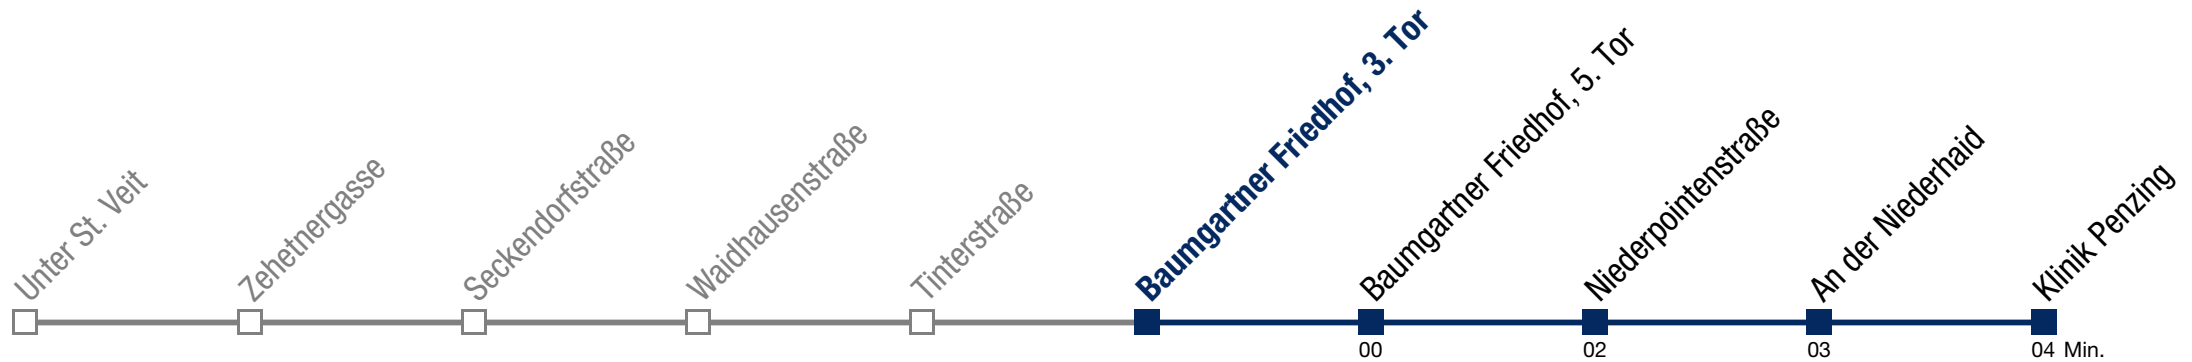 Unter St. Veit
Zehetnergasse
Seckendorfstraße
Waidhausenstraße
Tinterstraße
Baumgartner Friedhof, 3. Tor
Baumgartner Friedhof, 5. Tor
Niederpointenstraße
An der Niederhaid
Klinik Penzing
00 02 03 04 Min.